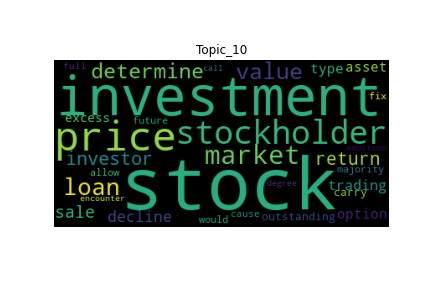 Topic_10
full call
determine value type asset
investment
fix
excess future
price stockholder
addition
investor market return
majority
loan allow stock degree trading
encounter carry
sale decline would cause outstanding option